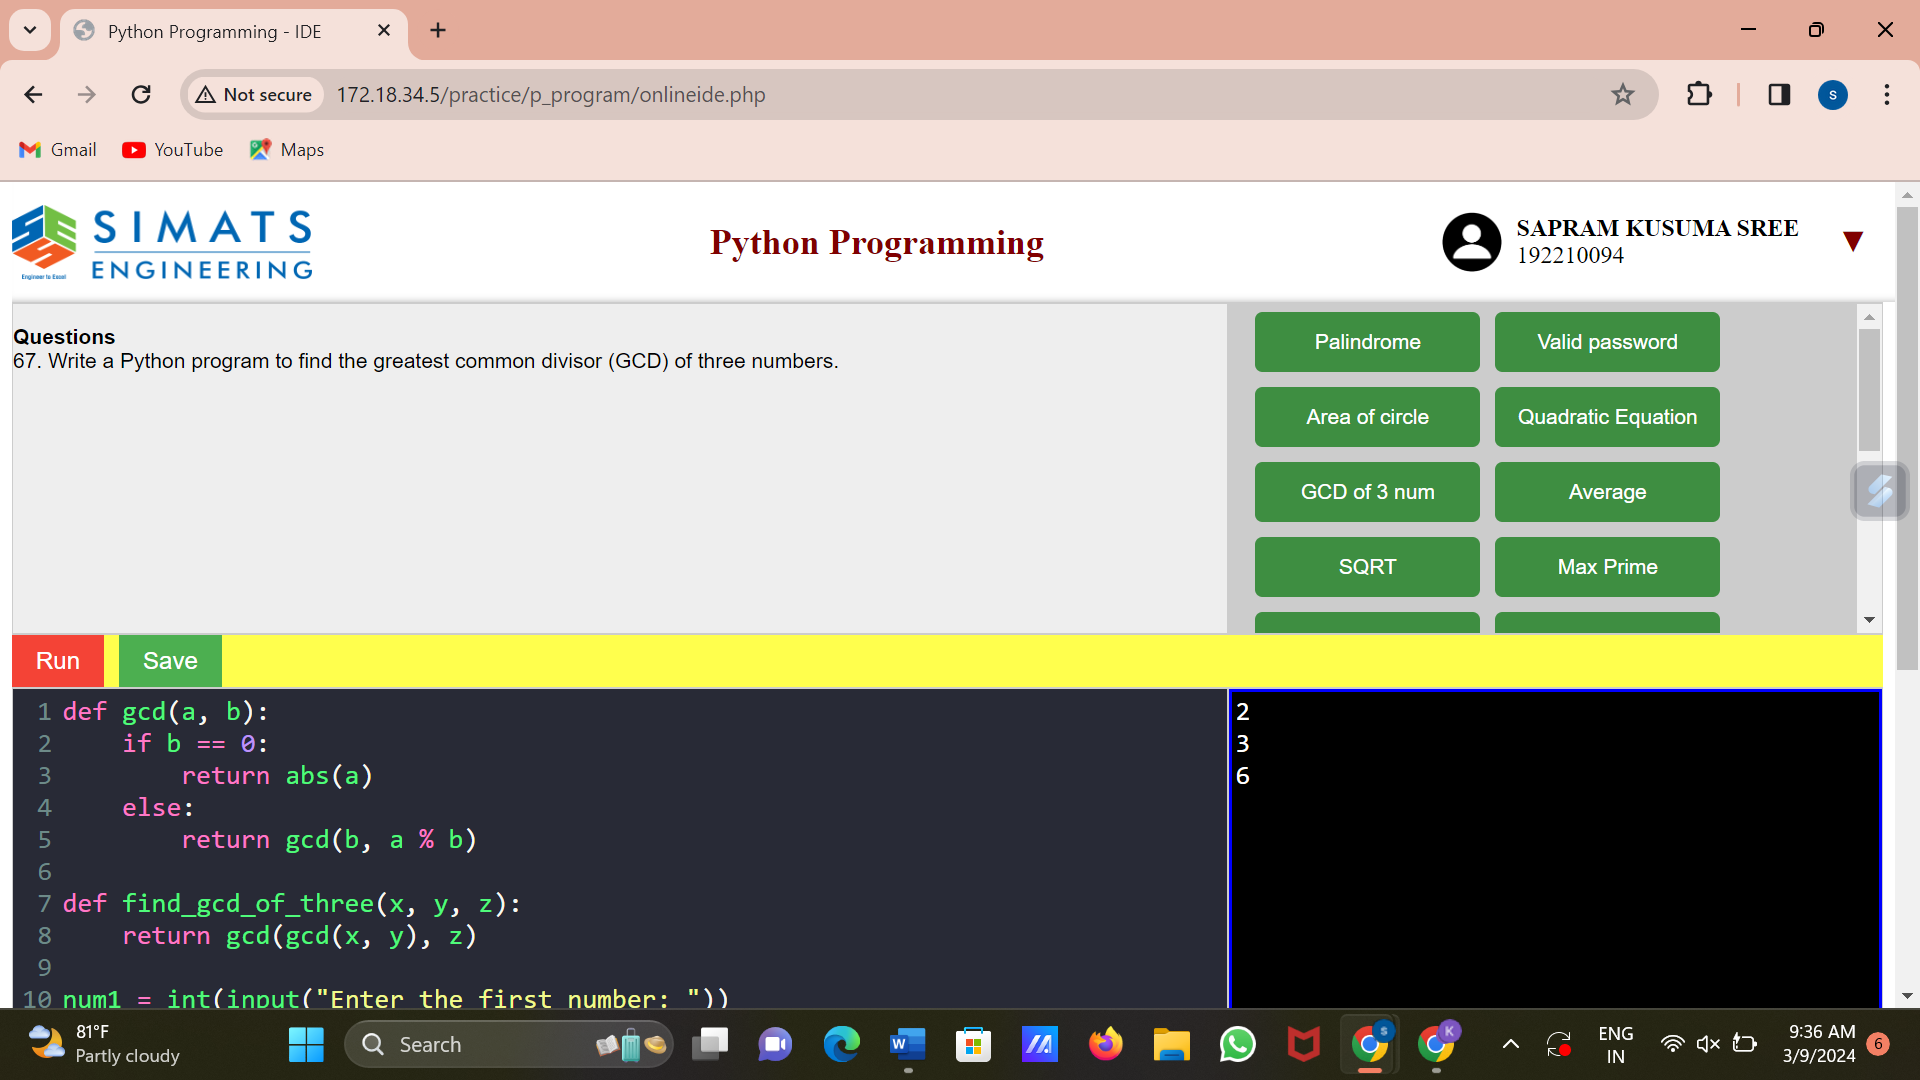 Python Programming - IDE
Not secure 172.18.34.5/practice/p_program/onlineide.php
S
Gmail YouTube Maps
SIMATS
ENGINEERING
Engineer to Excel
Python Programming
SAPRAM KUSUMA SREE
192210094
Questions
67. Write a Python program to find the greatest common divisor (GCD) of three numbers.
Palindrome Valid password
Area of circle Quadratic Equation
GCD of 3 num Average
SQRT Max Prime
Run Save
1 def gcd(a, b):
2 if b == 0:
3 return abs(a)
4 else:
5 return gcd(b, a % b)
6
7 def find_gcd_of_three(x, y, z):
8 return gcd(gcd(x, y), z)
9
10 num1 = int(input("Enter the first number: "))
2
3
6
81°F
Partly cloudy
Search
W
S
K
ENG
IN
9:36 AM
3/9/2024
6